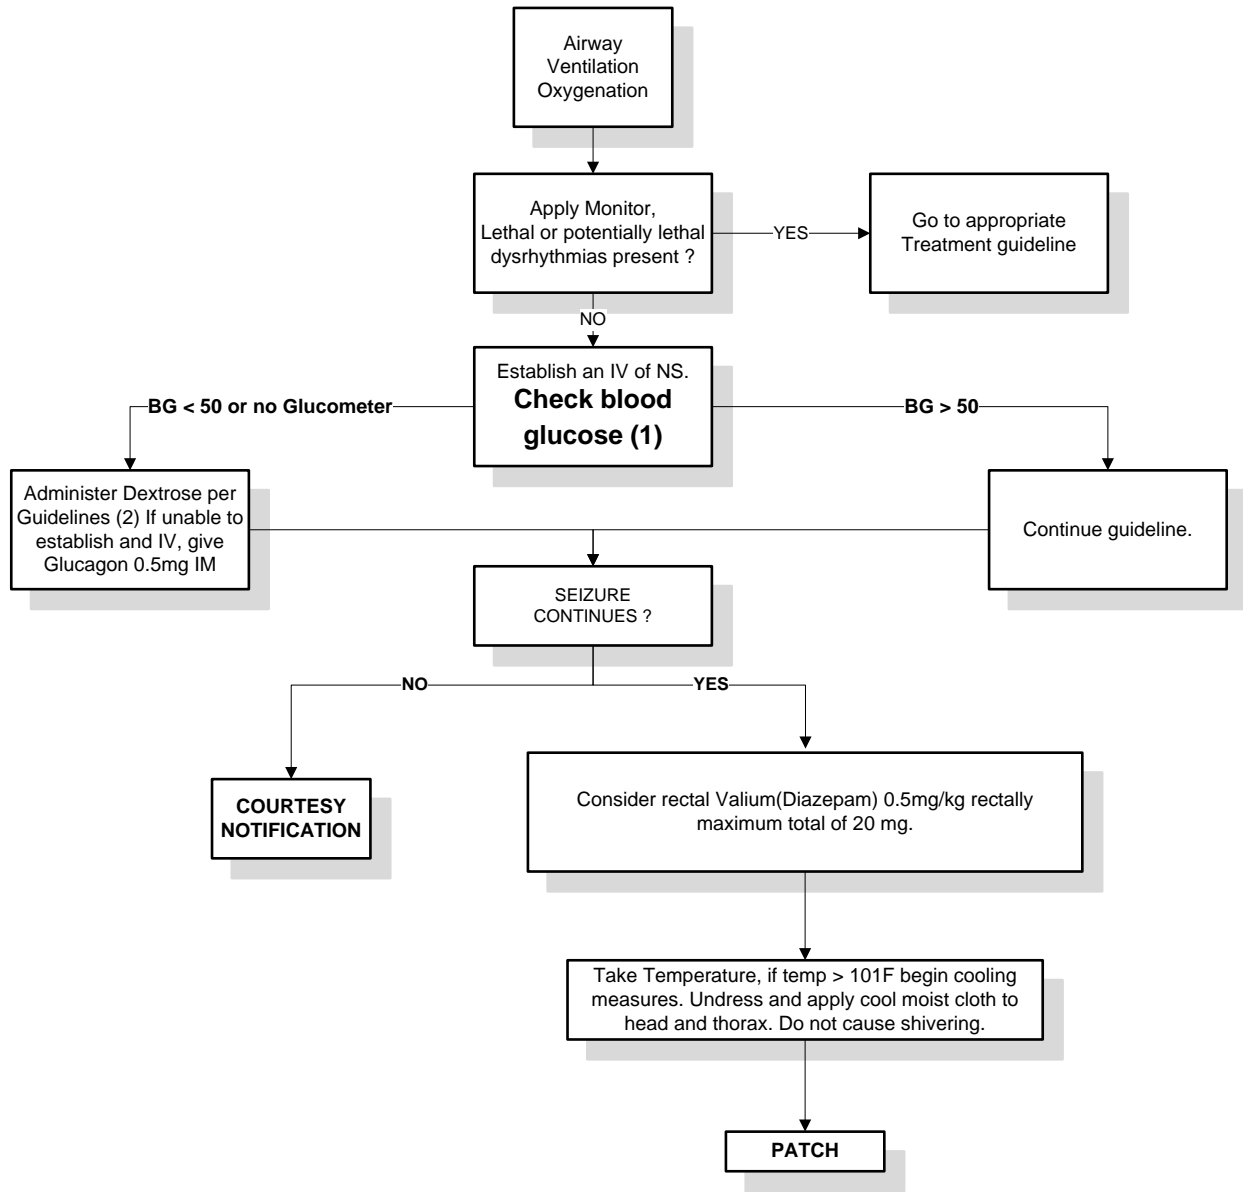 Airway
Ventilation
Oxygenation
Apply Monitor,
Lethal or potentially lethal
dysrhythmias present ?
YES
Go to appropriate
Treatment guideline
NO
Establish an IV of NS.
Check blood
glucose (1)
BG < 50 or no Glucometer
BG > 50
Administer Dextrose per
Guidelines (2) If unable to
establish and IV, give
Glucagon 0.5mg IM
Continue guideline.
SEIZURE
CONTINUES ?
NO
YES
COURTESY
NOTIFICATION
Consider rectal Valium(Diazepam) 0.5mg/kg rectally
maximum total of 20 mg.
Take Temperature, if temp > 101F begin cooling
measures. Undress and apply cool moist cloth to
head and thorax. Do not cause shivering.
PATCH